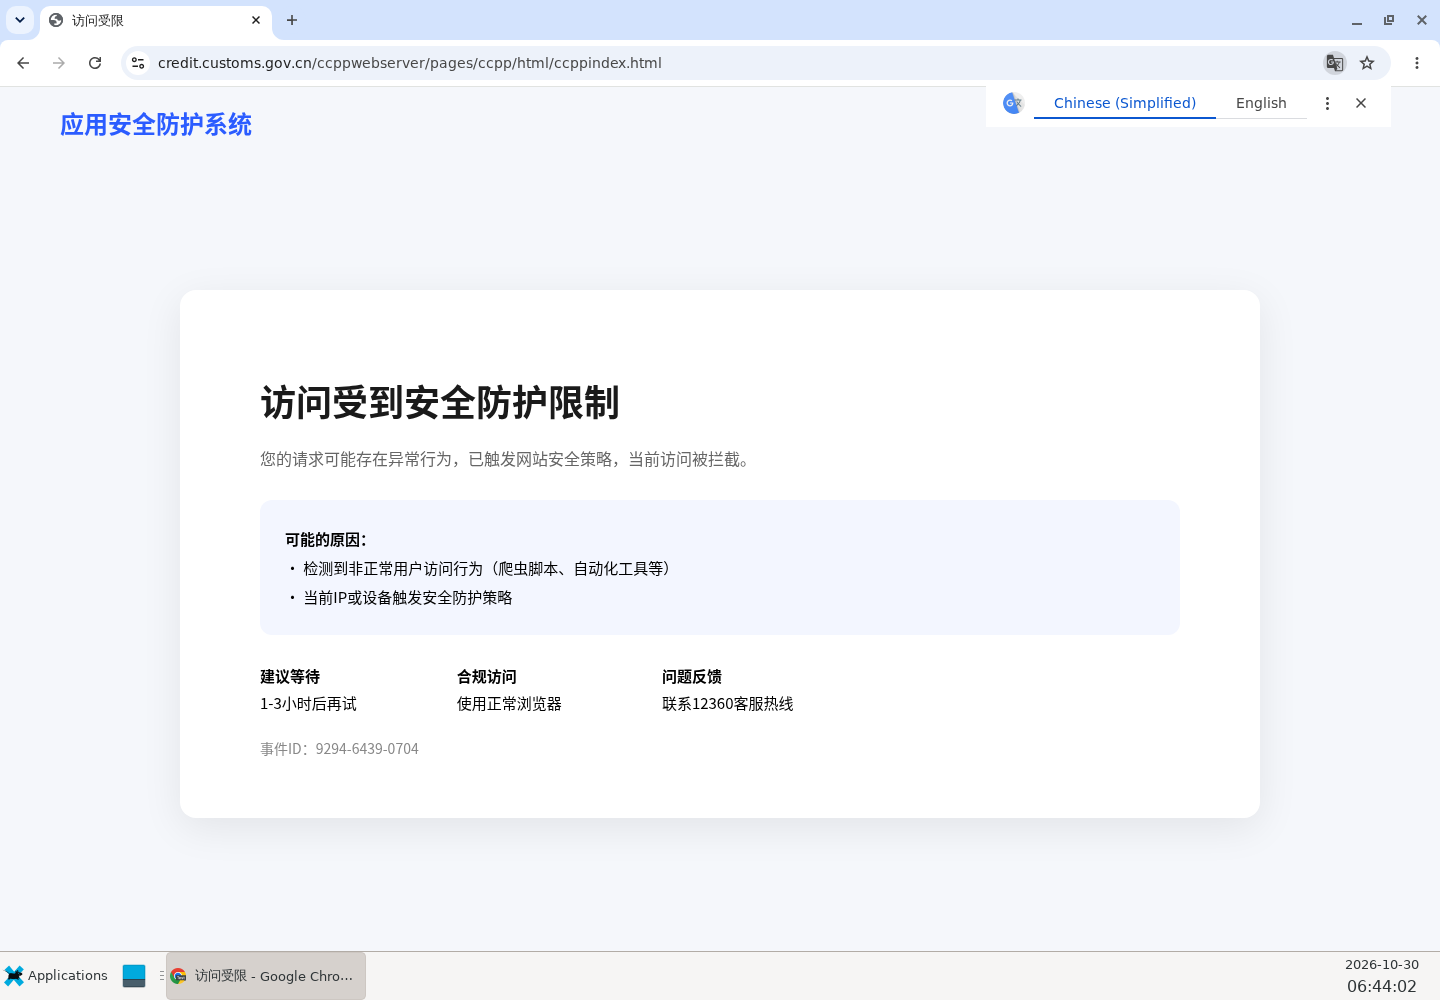 访问受限
credit.customs.gov.cn/ccppwebserver/pages/ccpp/html/ccppindex.html
Chinese (Simplified)
English
应用安全防护系统
访问受到安全防护限制
您的请求可能存在异常行为，已触发网站安全策略，当前访问被拦截。
可能的原因：
• 检测到非正常用户访问行为（爬虫脚本、自动化工具等）
• 当前IP或设备触发安全防护策略
建议等待
1-3小时后再试
合规访问
使用正常浏览器
问题反馈
联系12360客服热线
事件ID：9294-6439-0704
Applications
访问受限 - Google Chro...
2026-10-30
06:44:02